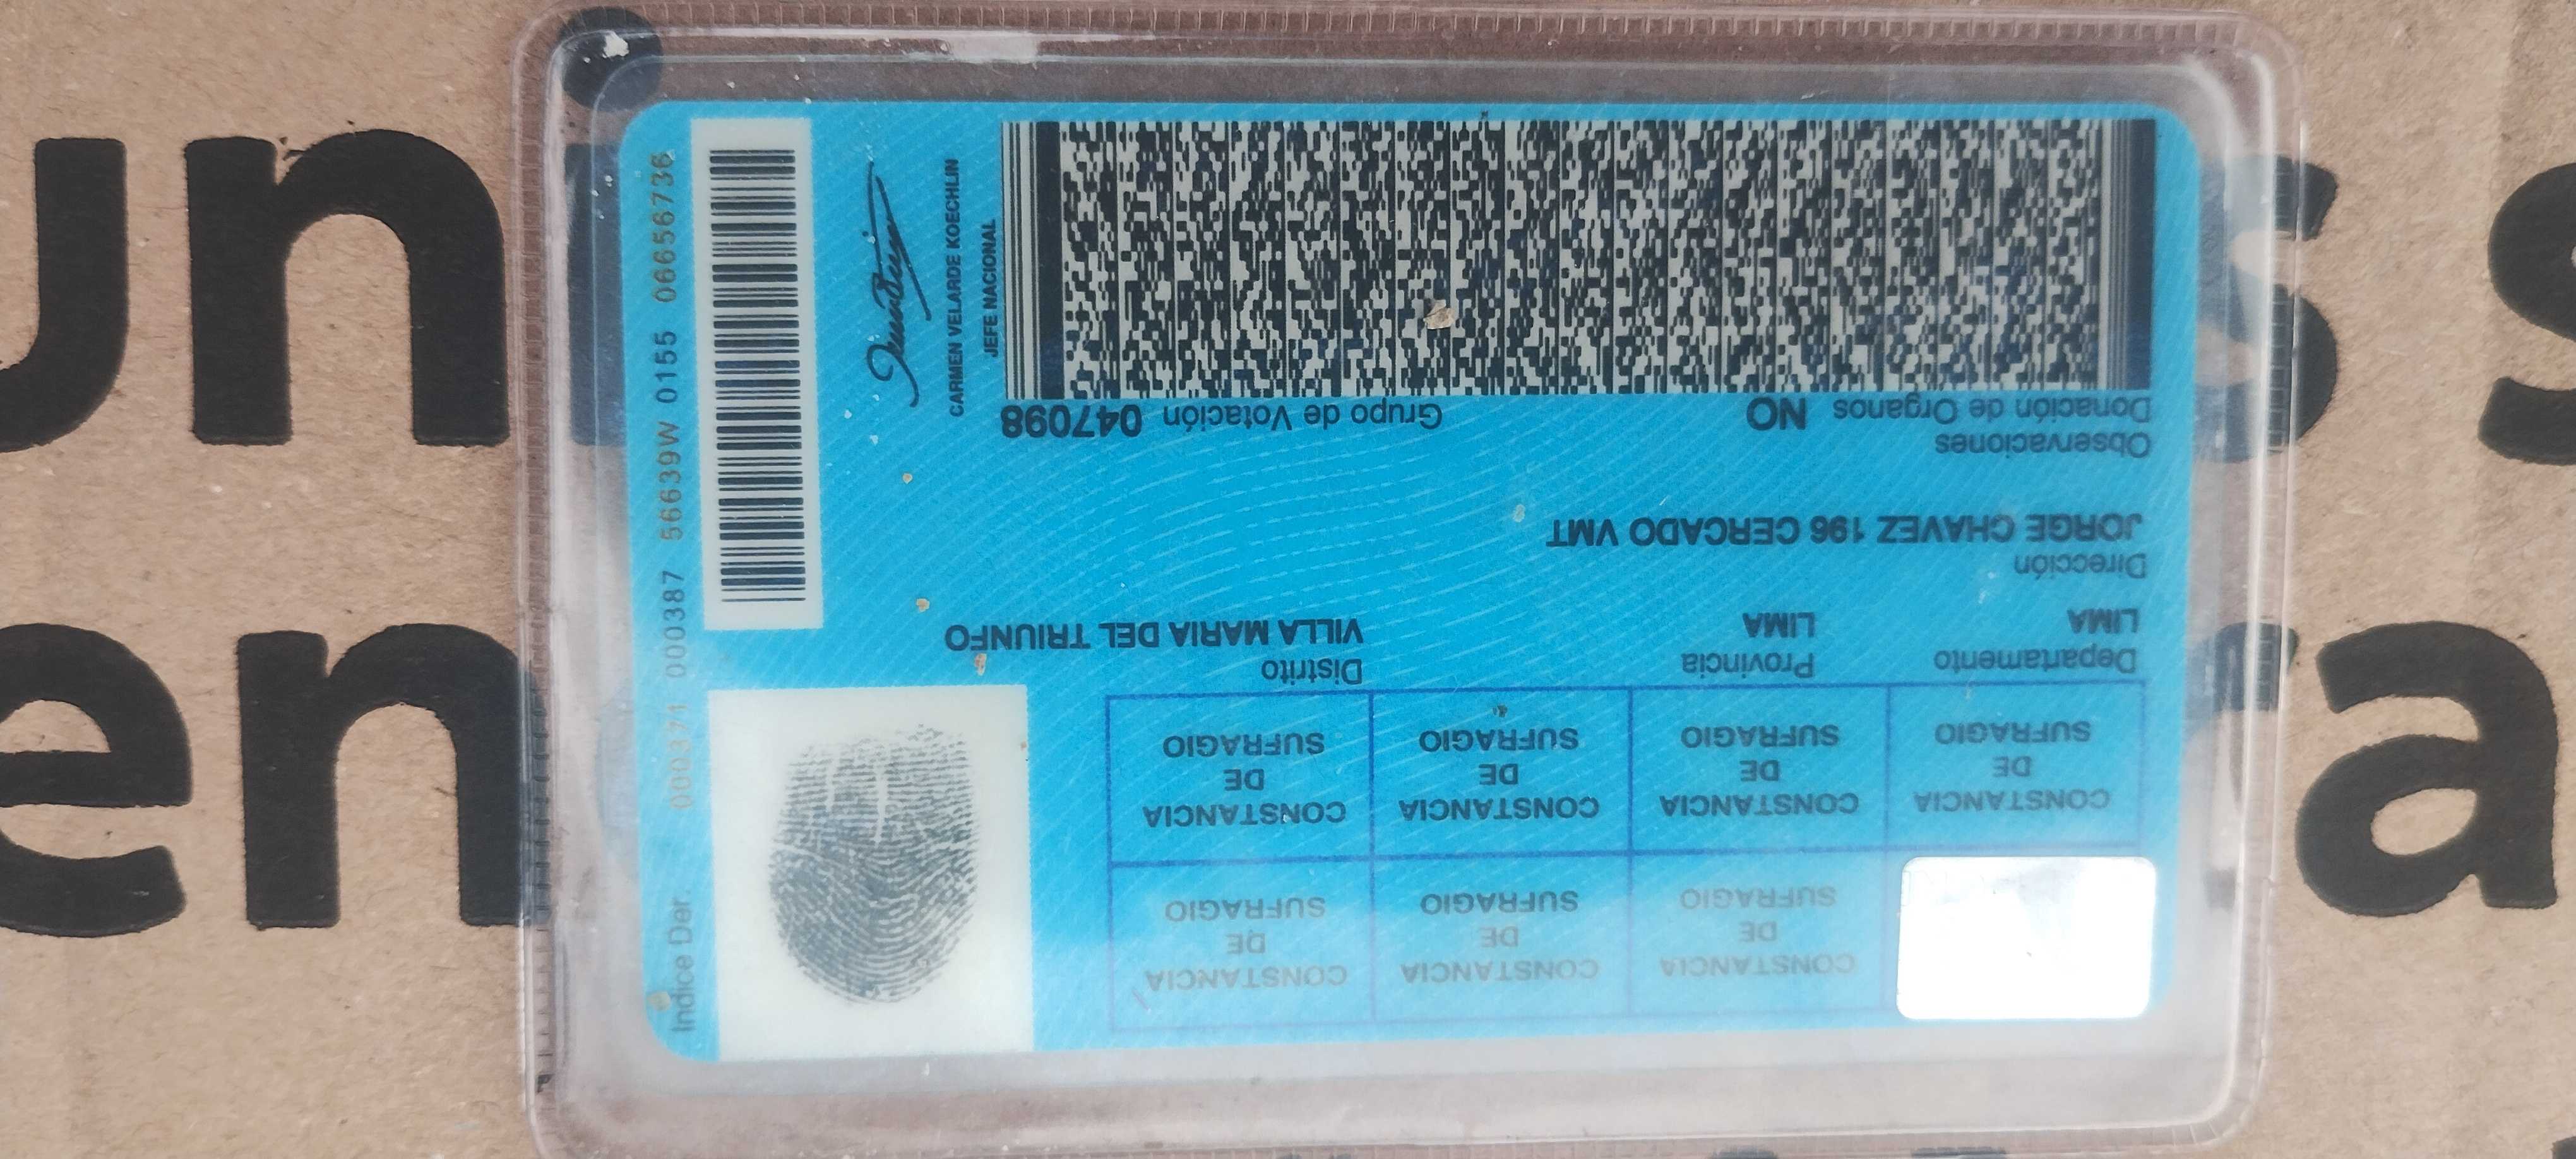 CONSTANCIA DE SUFRAGIO
CONSTANCIA DE SUFRAGIO
CONSTANCIA DE SUFRAGIO
CONSTANCIA DE SUFRAGIO
CONSTANCIA DE SUFRAGIO
CONSTANCIA DE SUFRAGIO
CONSTANCIA DE SUFRAGIO
Departamento Provincia Distrito
LIMA LIMA VILLA MARIA DEL TRIUNFO
Dirección
JORGE CHAVEZ 196 CERCADO VMT
Observaciones
Donación de Organos NO Grupo de Votación 047098
Indice Der. 000371 000387 566639W 0155 066656736
CARMEN VELARDE KOECHLIN
JEFE NACIONAL